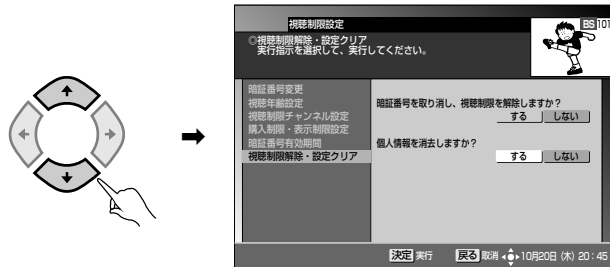 視聴制限設定
BS 101
◎視聴制限解除・設定クリア
実行指示を選択して、実行してください。
暗証番号変更
視聴年齢設定
視聴制限チャンネル設定
購入制限・表示制限設定
暗証番号有効期間
視聴制限解除・設定クリア
暗証番号を取り消し、視聴制限を解除しますか？
する しない
個人情報を消去しますか？
する しない
決定 実行 戻る 取消 10月20日 (木) 20：45